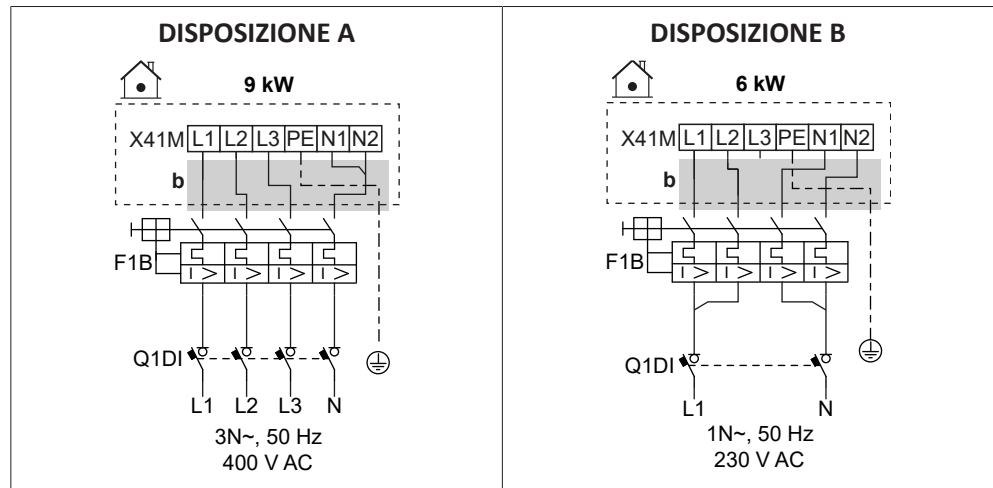 DISPOSIZIONE A
9 kW
X41M L1 L2 L3 PE N1 N2
b
F1B
I > I > I > I >
Q1DI
L1 L2 L3 N
3N~, 50 Hz
400 V AC
DISPOSIZIONE B
6 kW
X41M L1 L2 L3 PE N1 N2
b
F1B
I > I > I > I >
Q1DI
L1 N
1N~, 50 Hz
230 V AC